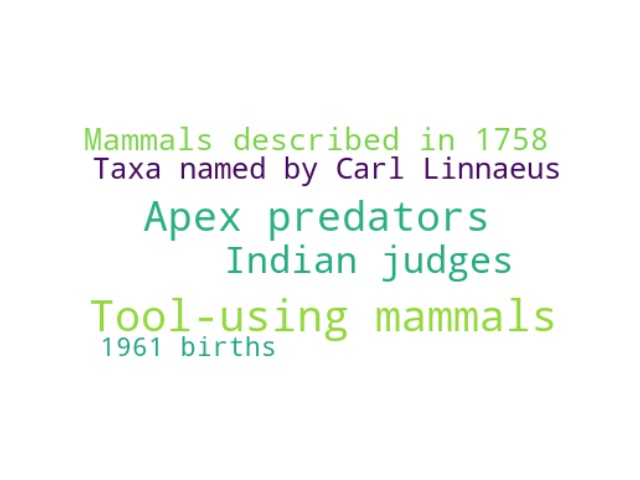 Mammals described in 1758
Taxa named by Carl Linnaeus
Apex predators
Indian judges
Tool-using mammals
1961 births